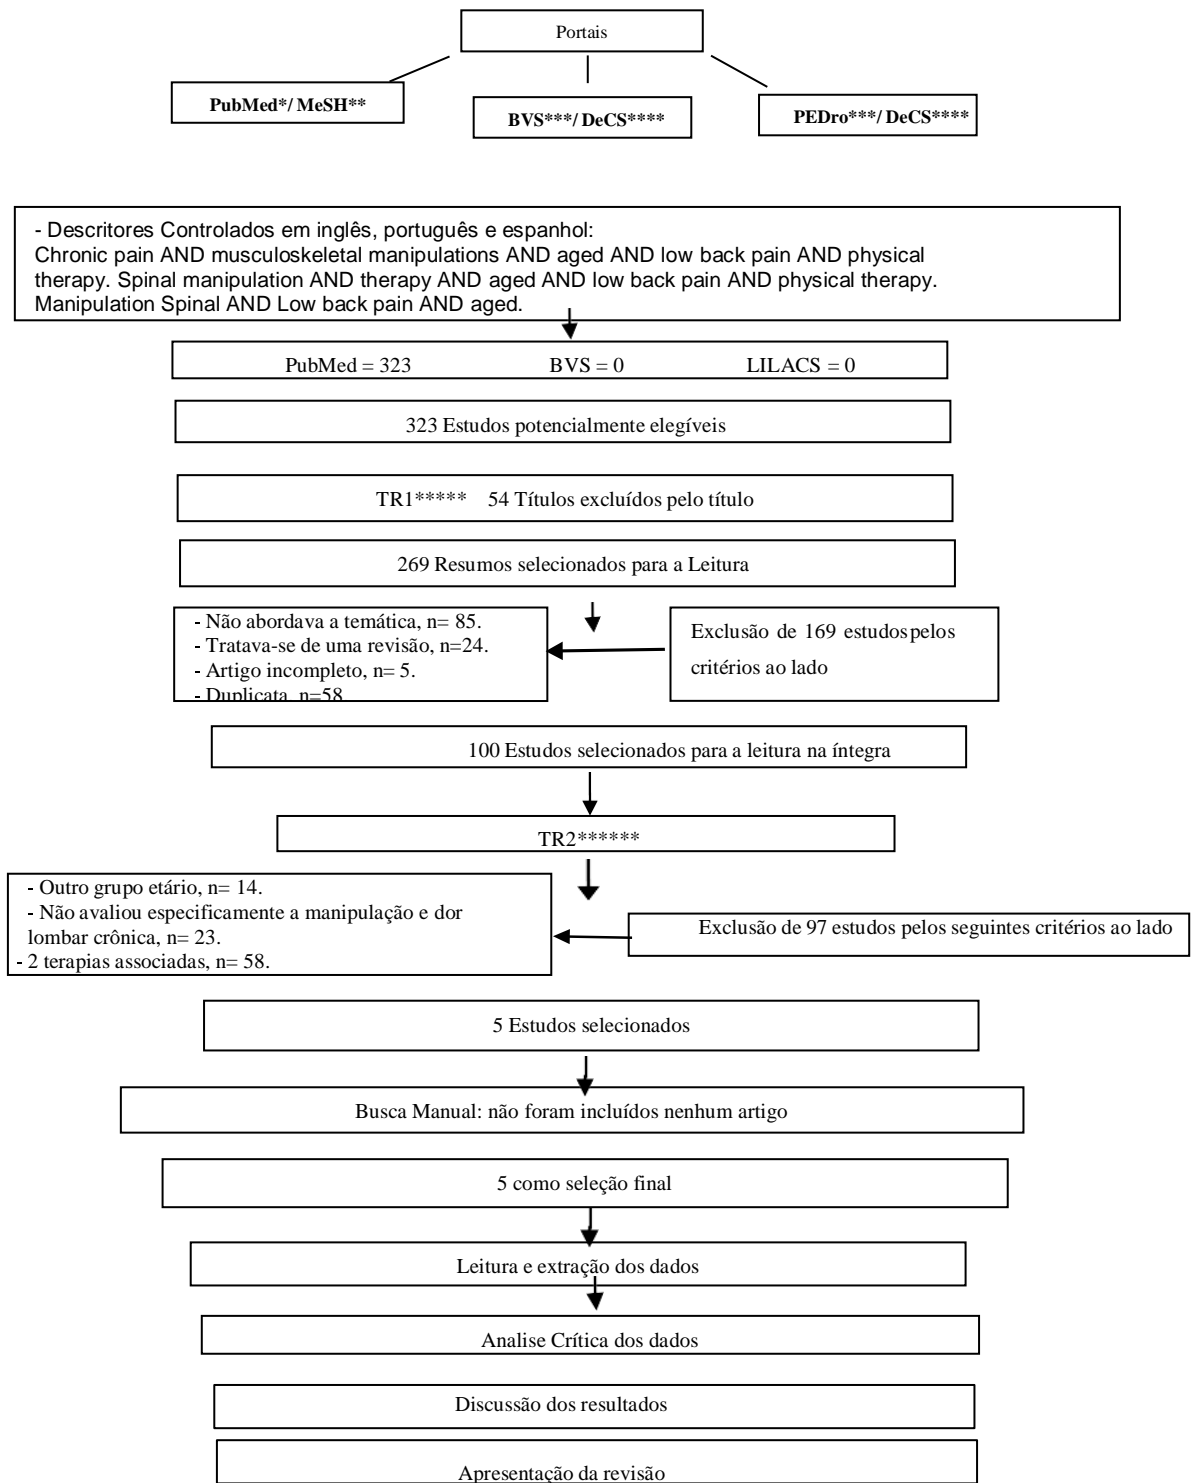 Portais
PubMed*/ MeSH**
BVS***/ DeCS****
PEDro***/ DeCS****
- Descritores Controlados em inglês, português e espanhol:
Chronic pain AND musculoskeletal manipulations AND aged AND low back pain AND physical
therapy. Spinal manipulation AND therapy AND aged AND low back pain AND physical therapy.
Manipulation Spinal AND Low back pain AND aged.
PubMed = 323 BVS = 0 LILACS = 0
323 Estudos potencialmente elegíveis
TR1***** 54 Títulos excluídos pelo título
269 Resumos selecionados para a Leitura
- Não abordava a temática, n= 85.
- Tratava-se de uma revisão, n=24.
- Artigo incompleto, n= 5.
- Duplicata, n=58
Exclusão de 169 estudos pelos
critérios ao lado
100 Estudos selecionados para a leitura na íntegra
TR2******
- Outro grupo etário, n= 14.
- Não avaliou especificamente a manipulação e dor
lombar crônica, n= 23.
- 2 terapias associadas, n= 58.
Exclusão de 97 estudos pelos seguintes critérios ao lado
5 Estudos selecionados
Busca Manual: não foram incluídos nenhum artigo
5 como seleção final
Leitura e extração dos dados
Analise Crítica dos dados
Discussão dos resultados
Apresentação da revisão